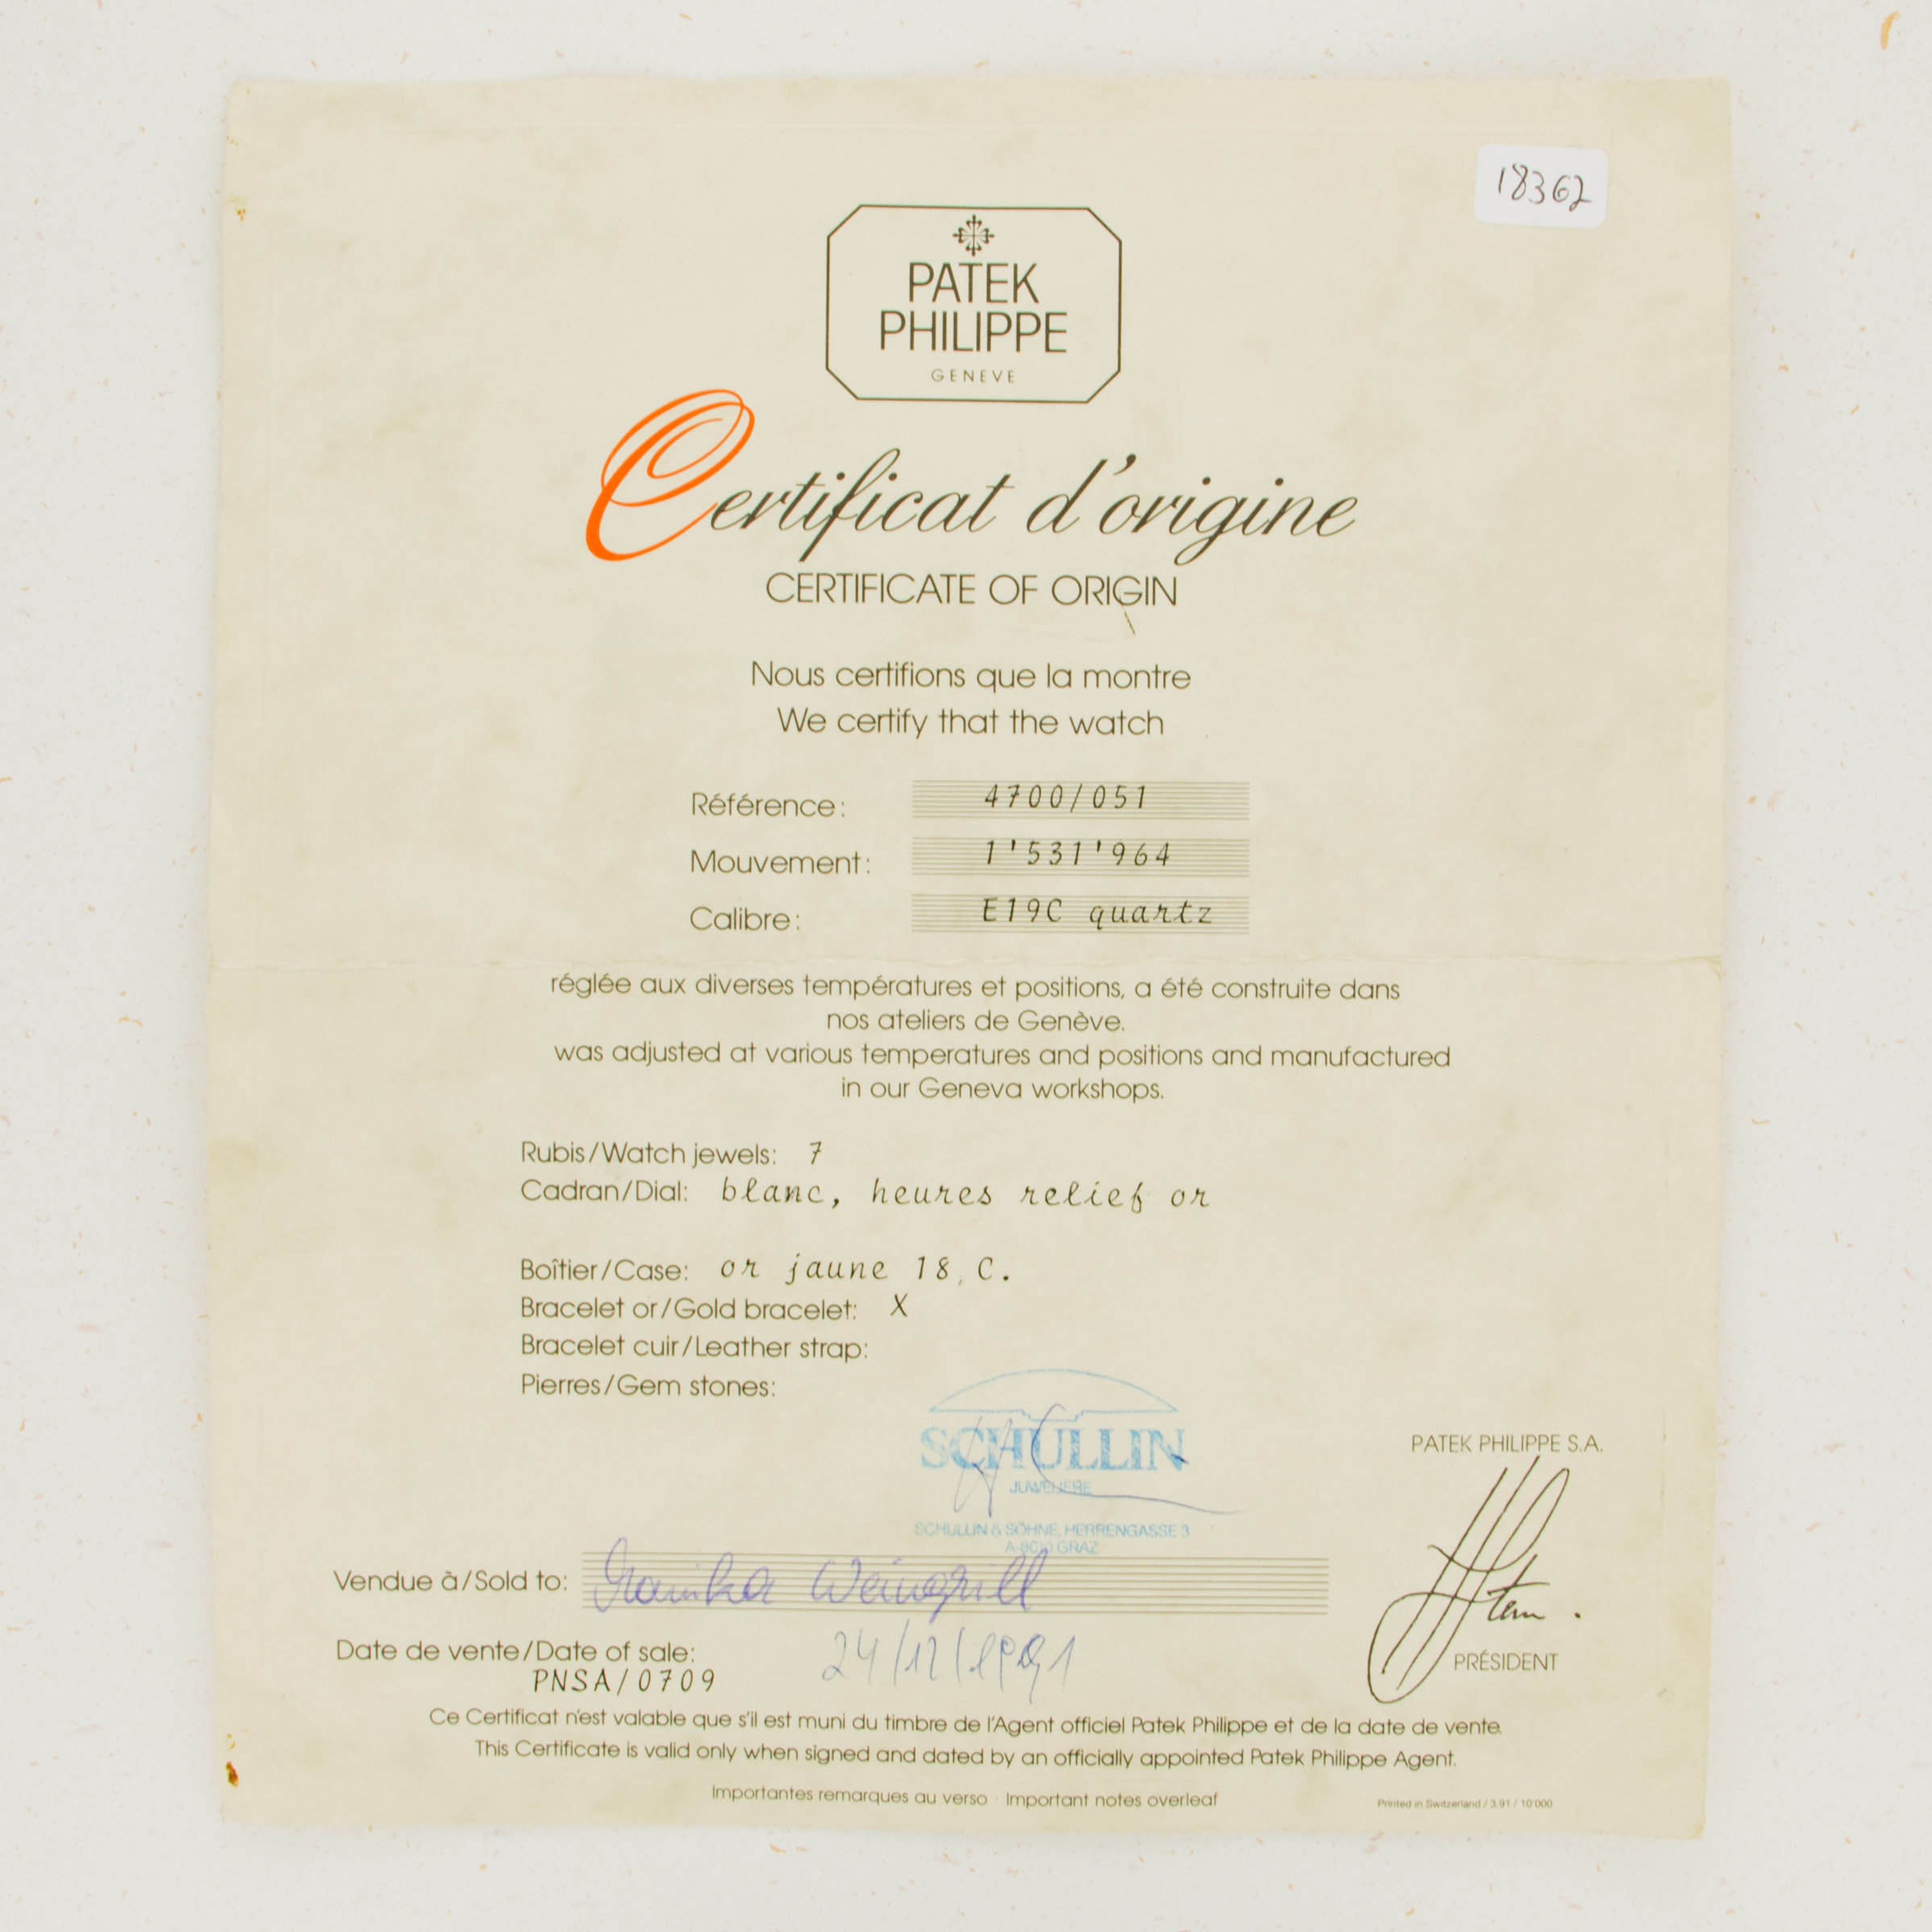 18362
PATEK
PHILIPPE
GENEVE
Certificat d'origine
CERTIFICATE OF ORIGIN
Nous certifions que la montre
We certify that the watch
Référence: 4700/051
Mouvement: 1'531'964
Calibre: E19C quartz
réglée aux diverses températures et positions, a été construite dans
nos ateliers de Genève.
was adjusted at various temperatures and positions and manufactured
in our Geneva workshops.
Rubis/Watch jewels: 7
Cadran/Dial: blanc, heures relief or
Boîtier/Case: or jaune 18 C.
Bracelet or/Gold bracelet: X
Bracelet cuir/Leather strap:
Pierres/Gem stones:
SCHULLIN
JUWELIERE
SCHULLIN & SÖHNE, HERRENGASSE 3
A-8010 GRAZ
PATEK PHILIPPE S.A.
Vendue à/Sold to: Weingrill
Stern.
PRÉSIDENT
Date de vente/Date of sale: 24/12/1991
PNSA/0709
Ce Certificat n'est valable que s'il est muni du timbre de l'Agent officiel Patek Philippe et de la date de vente.
This Certificate is valid only when signed and dated by an officially appointed Patek Philippe Agent.
Importantes remarques au verso · Important notes overleaf
Printed in Switzerland / 3.91 / 10'000